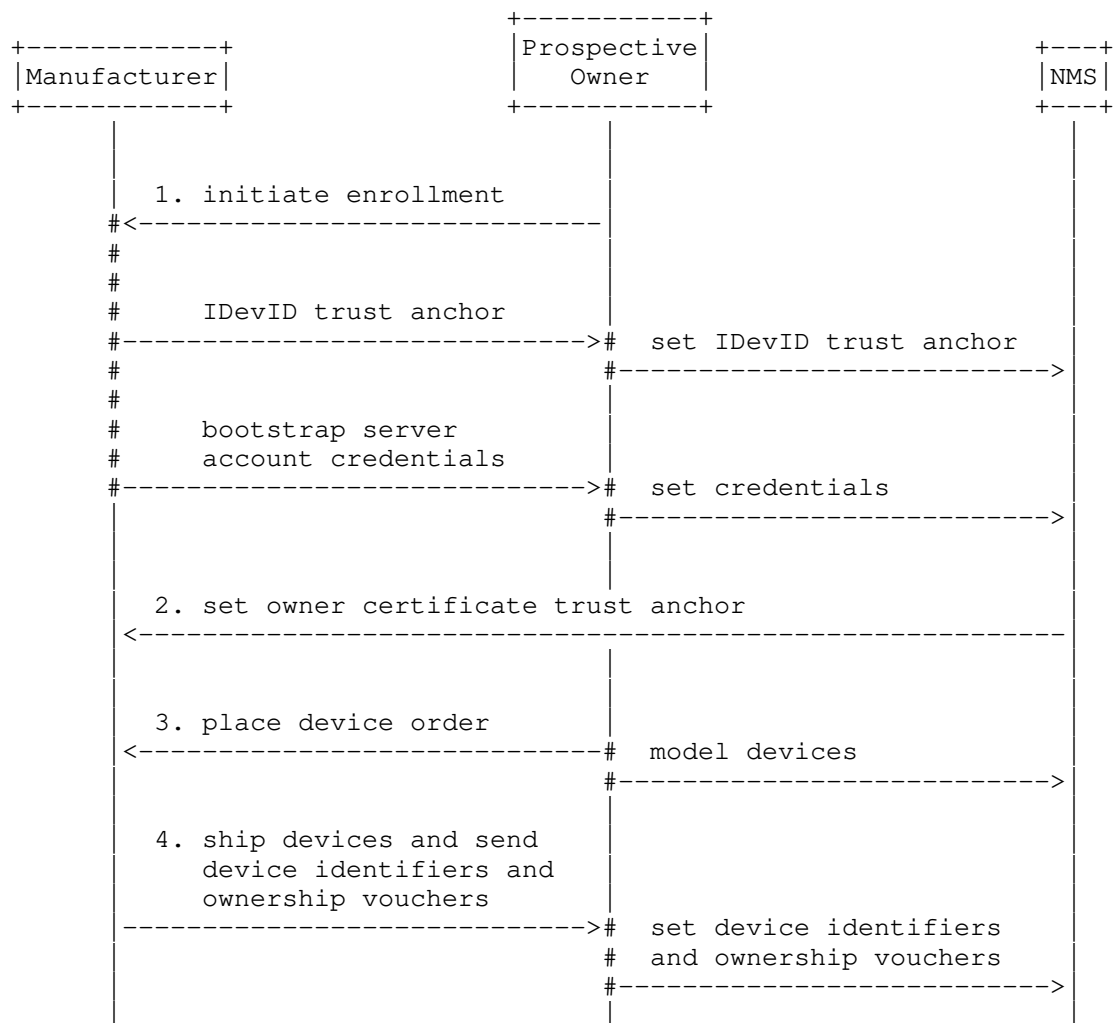 Prospective
Manufacturer Owner NMS
1. initiate enrollment
IDevID trust anchor
set IDevID trust anchor
bootstrap server
account credentials
set credentials
2. set owner certificate trust anchor
3. place device order
model devices
4. ship devices and send
device identifiers and
ownership vouchers
set device identifiers
and ownership vouchers